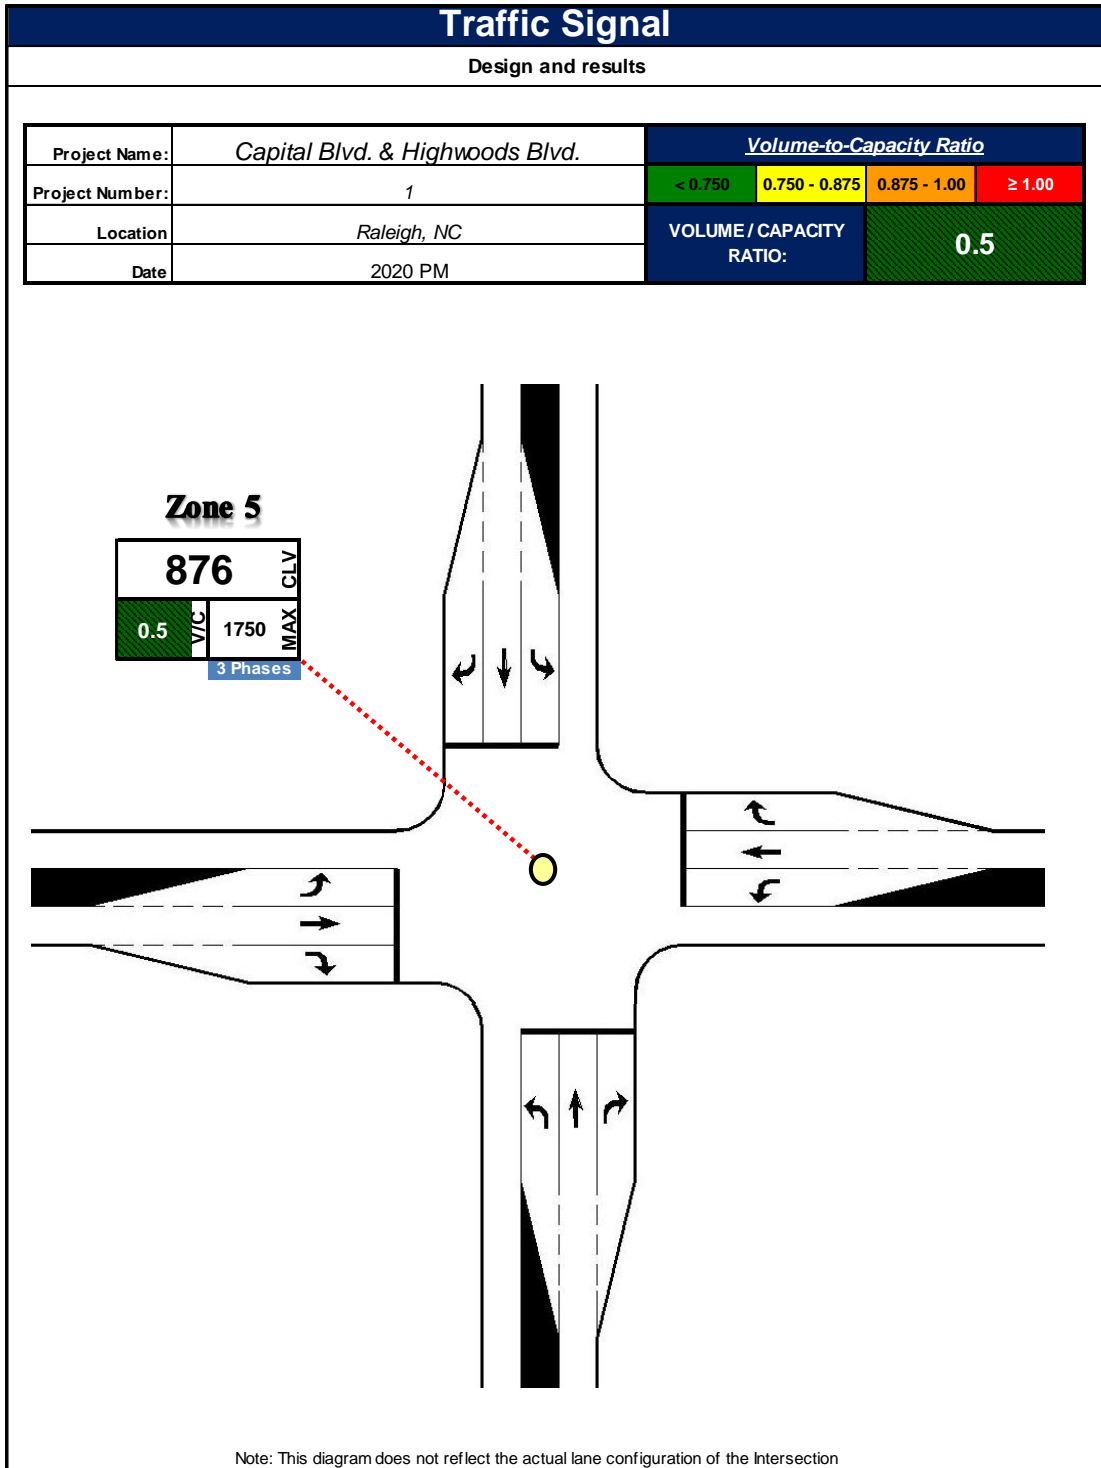 Traffic Signal
Design and results
Project Name: Capital Blvd. & Highwoods Blvd.
Volume-to-Capacity Ratio
Project Number: 1
< 0.750 0.750 - 0.875 0.875 - 1.00 ≥ 1.00
Location Raleigh, NC
VOLUME / CAPACITY
RATIO:
0.5
Date 2020 PM
Zone 5
876 CLV
0.5 V/C 1750 MAX
3 Phases
Note: This diagram does not reflect the actual lane configuration of the Intersection